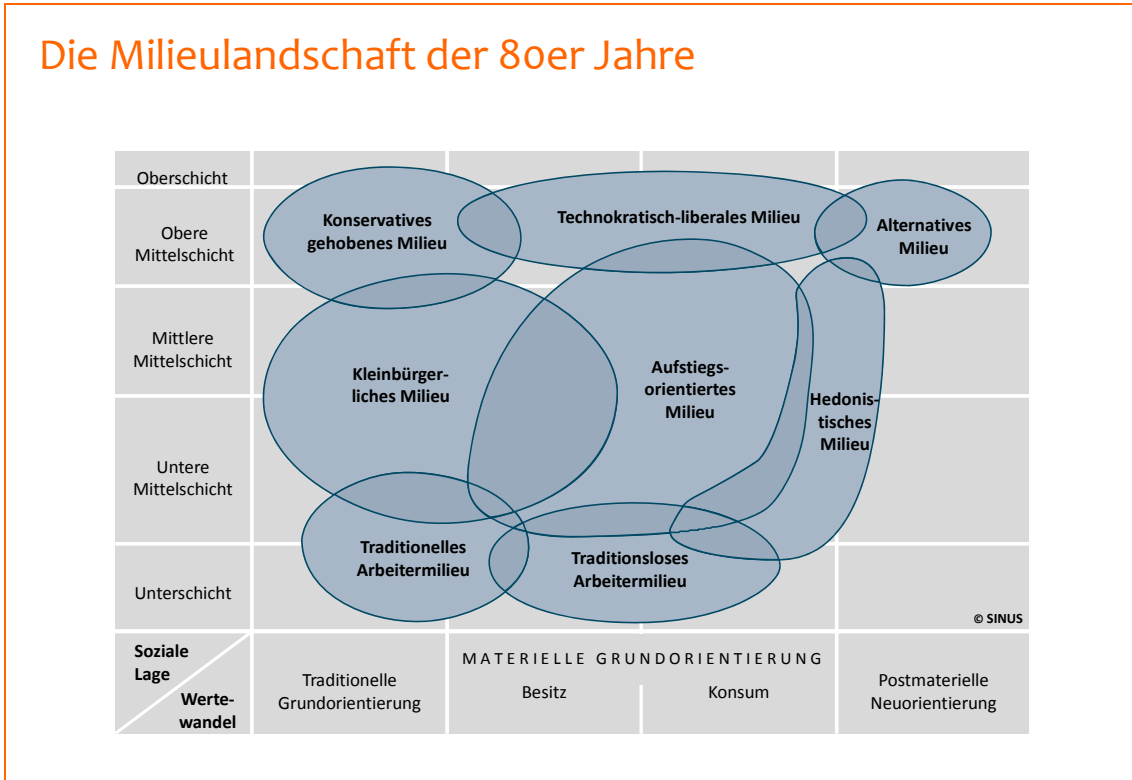 Die Milieulandschaft der 80er Jahre
Oberschicht
Obere
Mittelschicht
Mittlere
Mittelschicht
Untere
Mittelschicht
Unterschicht
Konservatives
gehobenes Milieu
Technokratisch-liberales Milieu
Alternatives
Milieu
Kleinbürger-
liches Milieu
Aufstiegs-
orientiertes
Milieu
Hedonis-
tisches
Milieu
Traditionelles
Arbeitermilieu
Traditionsloses
Arbeitermilieu
© SINUS
Soziale
Lage
Werte-
wandel
Traditionelle
Grundorientierung
MATERIELLE GRUNDORIENTIERUNG
Besitz
Konsum
Postmaterielle
Neuorientierung